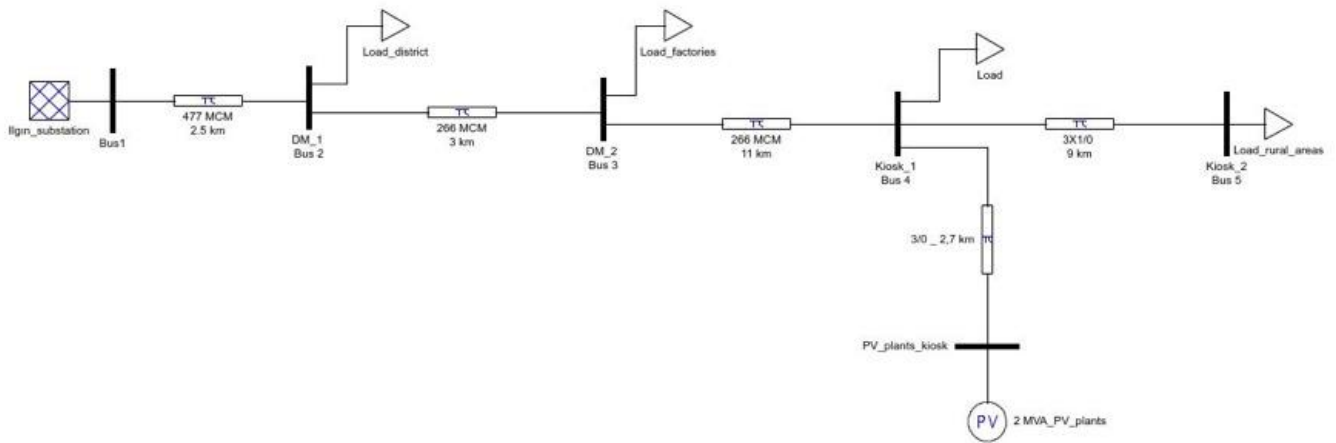 Load_district
Load_factories
Load
Ilgın_substation
Bus1
477 MCM
2.5 km
DM_1
Bus 2
266 MCM
3 km
DM_2
Bus 3
266 MCM
11 km
Kiosk_1
Bus 4
3X1/0
9 km
Kiosk_2
Bus 5
Load_rural_areas
3/0 _ 2,7 km
PV_plants_kiosk
PV
2 MVA_PV_plants